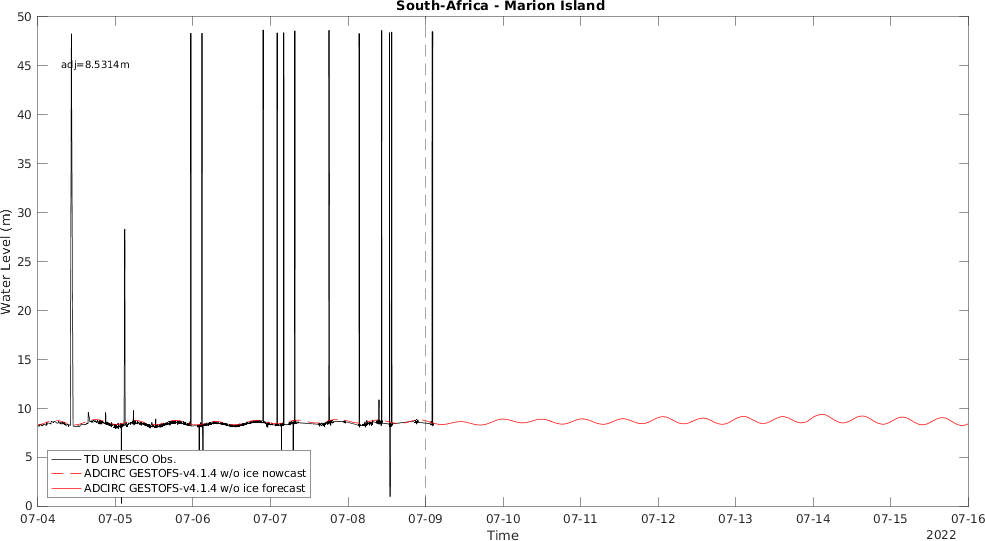 South-Africa - Marion Island
50
45
40
35
30
25
20
15
10
5
0
Water Level (m)
adj=8.5314m
TD UNESCO Obs.
ADCIRC GESTOFS-v4.1.4 w/o ice nowcast
ADCIRC GESTOFS-v4.1.4 w/o ice forecast
07-04 07-05 07-06 07-07 07-08 07-09 07-10 07-11 07-12 07-13 07-14 07-15 07-16
Time
2022